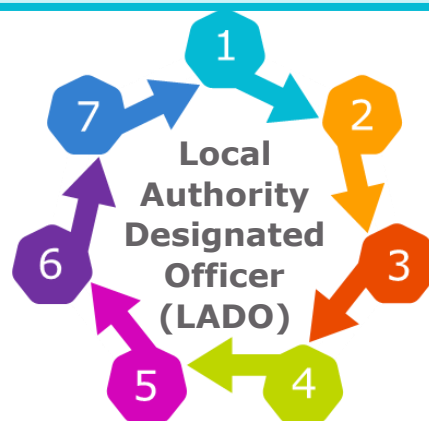 1
2
3
4
5
6
7
Local
Authority
Designated
Officer
(LADO)